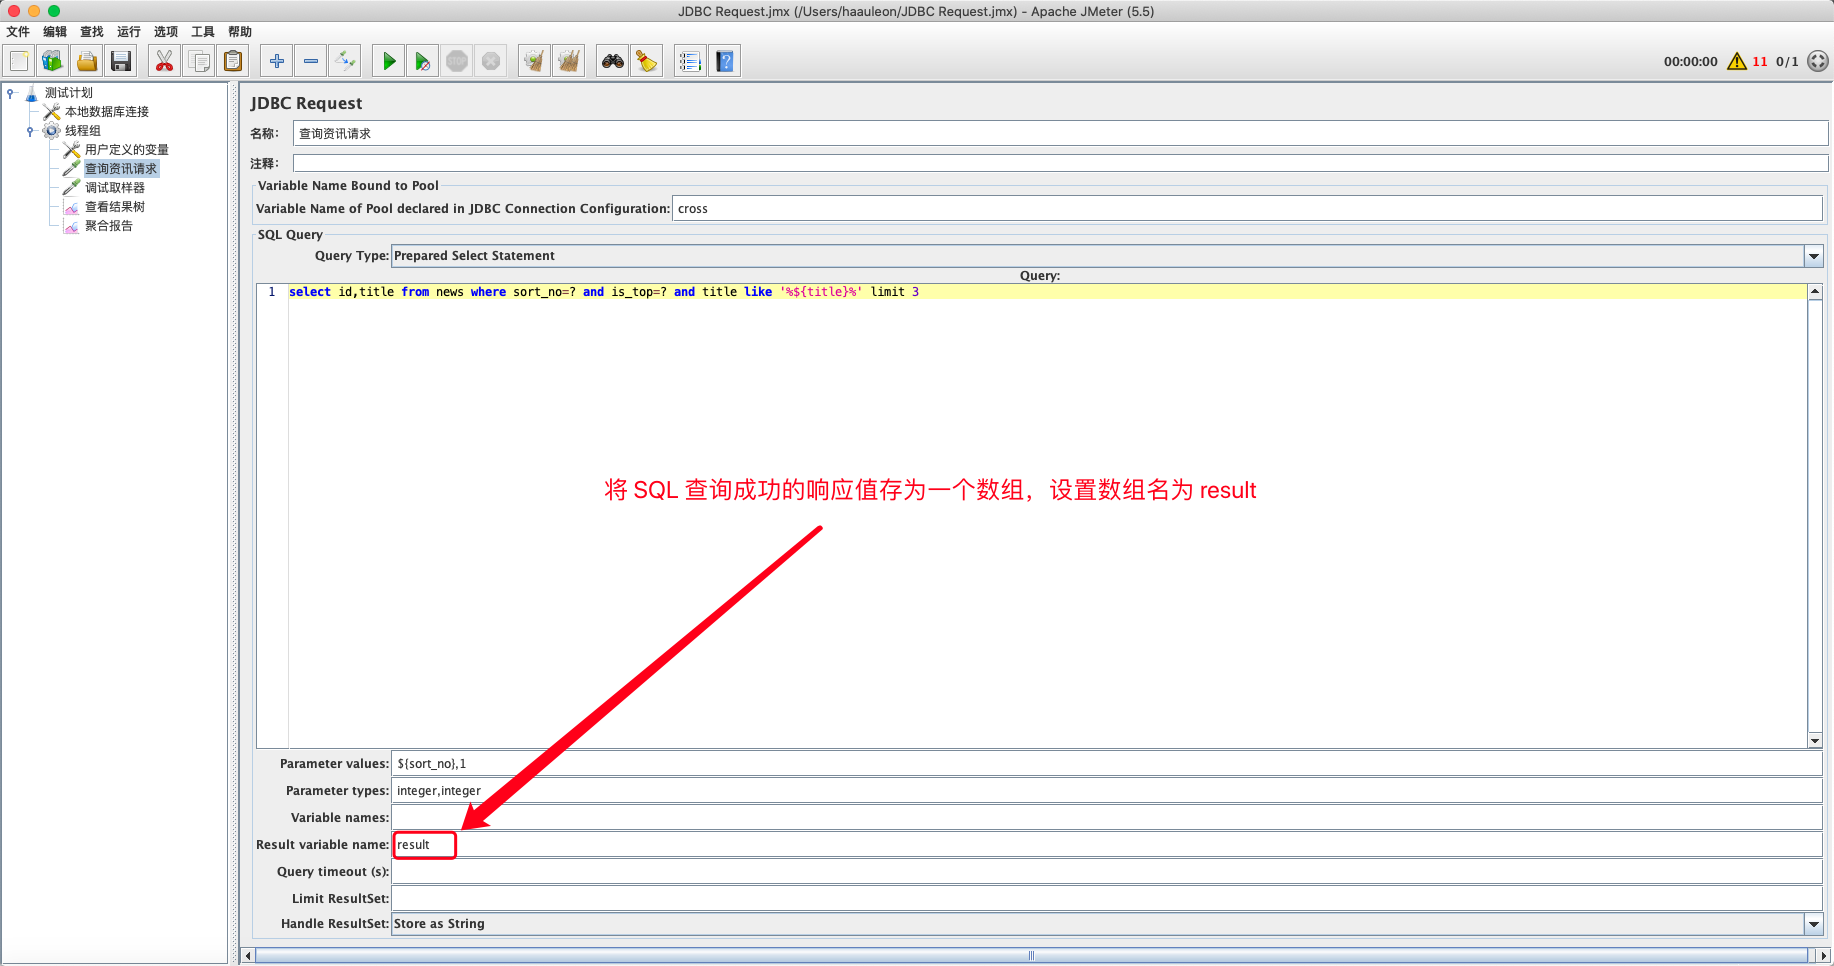 JDBC Request.jmx (/Users/haauleon/JDBC Request.jmx) - Apache JMeter (5.5)
文件 编辑 查找 运行 选项 工具 帮助
STOP
00:00:00 11 0/1
测试计划
本地数据库连接
线程组
用户定义的变量
查询资讯请求
调试取样器
查看结果树
聚合报告
JDBC Request
名称: 查询资讯请求
注释:
Variable Name Bound to Pool
Variable Name of Pool declared in JDBC Connection Configuration: cross
SQL Query
Query Type: Prepared Select Statement
Query:
1 select id,title from news where sort_no=? and is_top=? and title like '%${title}%' limit 3
将 SQL 查询成功的响应值存为一个数组，设置数组名为 result
Parameter values: ${sort_no},1
Parameter types: integer,integer
Variable names:
Result variable name: result
Query timeout (s):
Limit ResultSet:
Handle ResultSet: Store as String